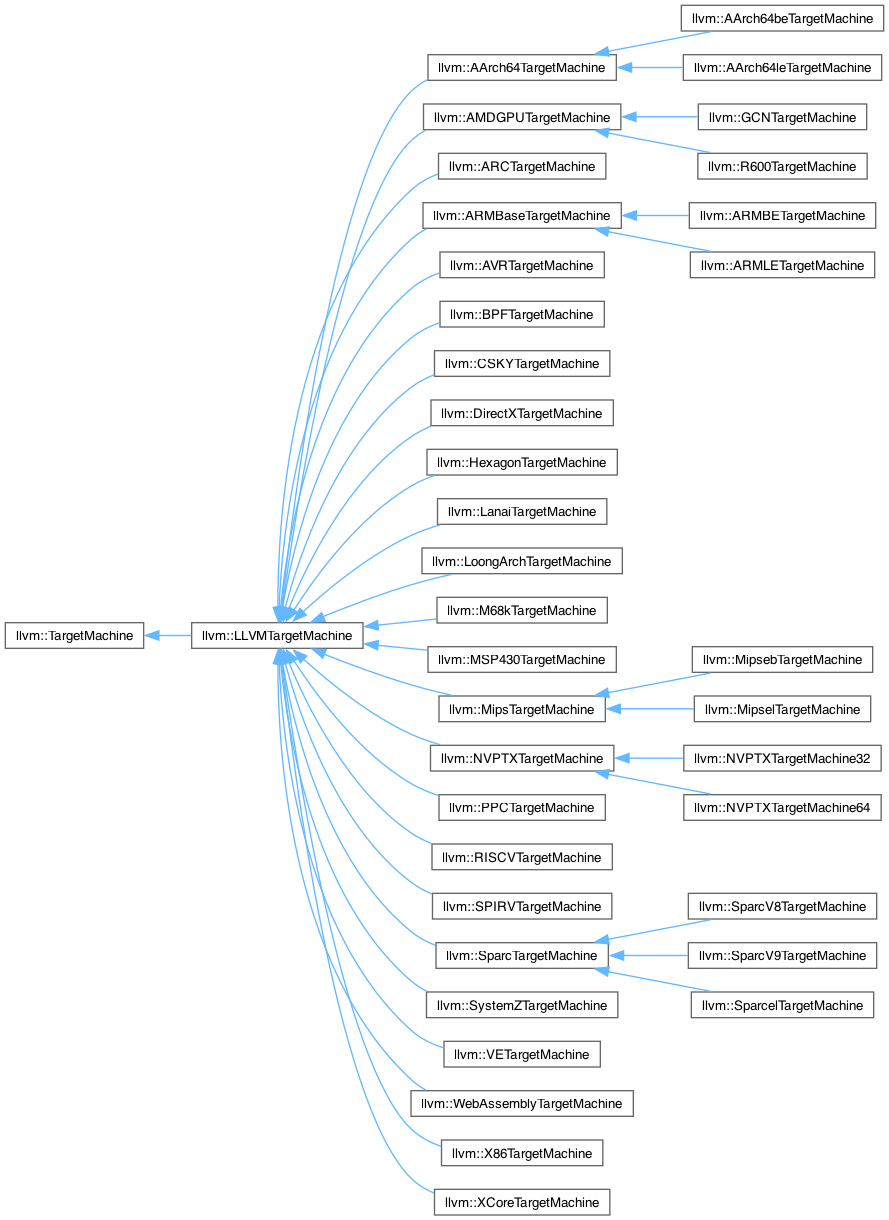 llvm::AArch64beTargetMachine
llvm::AArch64TargetMachine
llvm::AArch64leTargetMachine
llvm::AMDGPUTargetMachine
llvm::GCNTargetMachine
llvm::ARCTargetMachine
llvm::R600TargetMachine
llvm::ARMBaseTargetMachine
llvm::ARMBETargetMachine
llvm::AVRTargetMachine
llvm::ARMLETargetMachine
llvm::BPFTargetMachine
llvm::CSKYTargetMachine
llvm::DirectXTargetMachine
llvm::HexagonTargetMachine
llvm::LanaiTargetMachine
llvm::LoongArchTargetMachine
llvm::M68kTargetMachine
llvm::TargetMachine
llvm::LLVMTargetMachine
llvm::MSP430TargetMachine
llvm::MipsebTargetMachine
llvm::MipsTargetMachine
llvm::MipselTargetMachine
llvm::NVPTXTargetMachine
llvm::NVPTXTargetMachine32
llvm::PPCTargetMachine
llvm::NVPTXTargetMachine64
llvm::RISCVTargetMachine
llvm::SPIRVTargetMachine
llvm::SparcV8TargetMachine
llvm::SparcTargetMachine
llvm::SparcV9TargetMachine
llvm::SystemZTargetMachine
llvm::SparcelTargetMachine
llvm::VETargetMachine
llvm::WebAssemblyTargetMachine
llvm::X86TargetMachine
llvm::XCoreTargetMachine